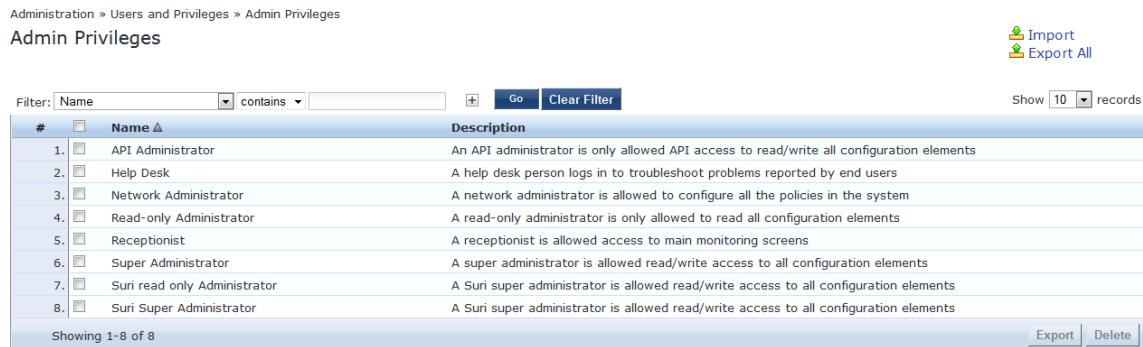 Administration » Users and Privileges » Admin Privileges
Admin Privileges
Import
Export All
Filter: Name contains + Go Clear Filter Show 10 records
# Name Description
1. API Administrator An API administrator is only allowed API access to read/write all configuration elements
2. Help Desk A help desk person logs in to troubleshoot problems reported by end users
3. Network Administrator A network administrator is allowed to configure all the policies in the system
4. Read-only Administrator A read-only administrator is only allowed to read all configuration elements
5. Receptionist A receptionist is allowed access to main monitoring screens
6. Super Administrator A super administrator is allowed read/write access to all configuration elements
7. Suri read only Administrator A Suri super administrator is allowed read/write access to all configuration elements
8. Suri Super Administrator A Suri super administrator is allowed read/write access to all configuration elements
Showing 1-8 of 8 Export Delete